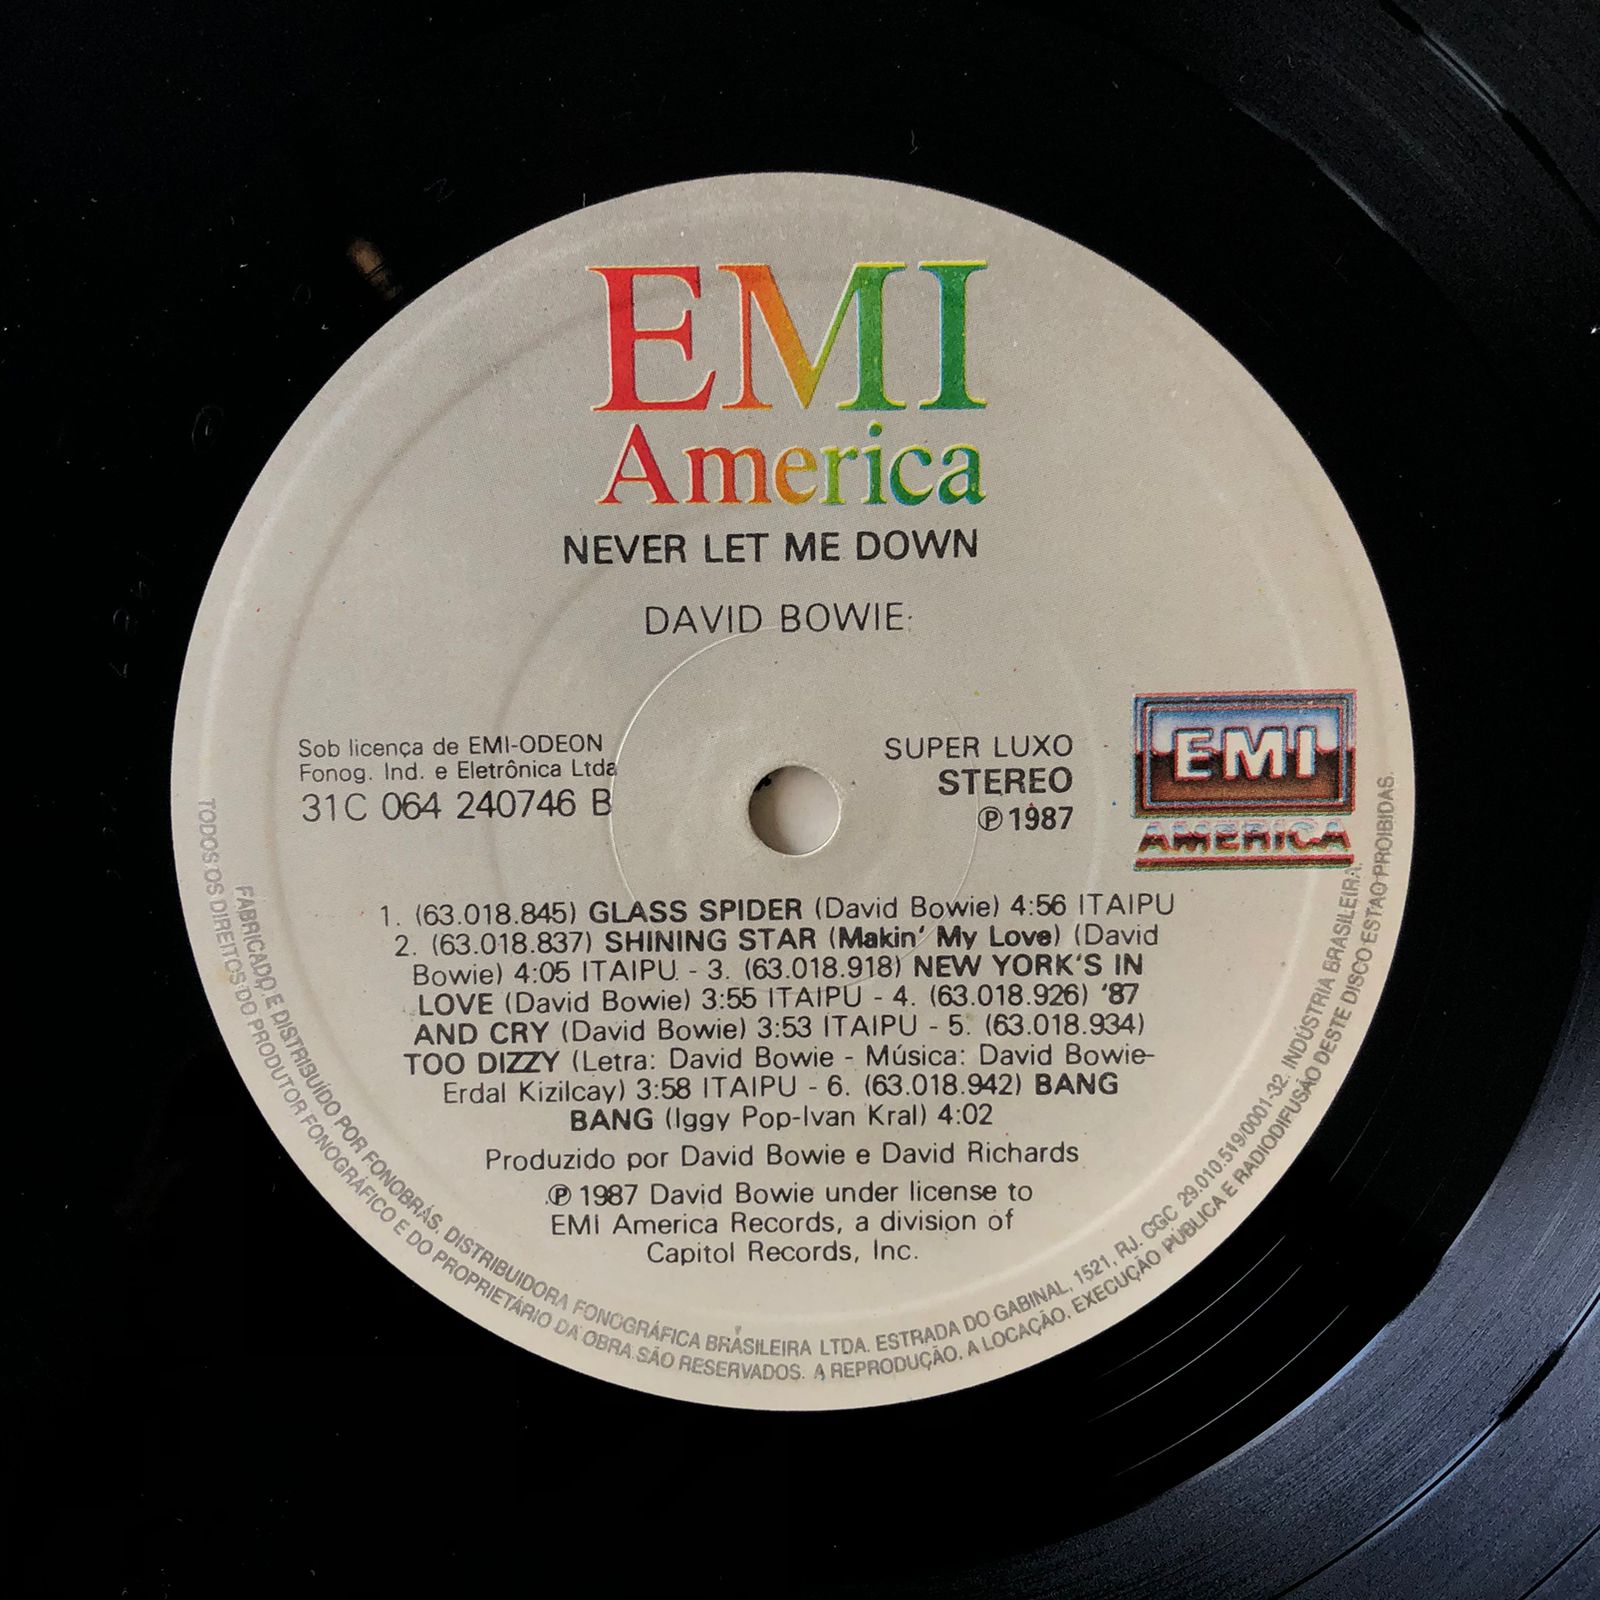 EMI
America
NEVER LET ME DOWN
DAVID BOWIE
Sob licença de EMI-ODEON
Fonog. Ind. e Eletrônica Ltda
31C 064 240746 B
SUPER LUXO
STEREO
℗ 1987
EMI
AMERICA
1. (63.018.845) GLASS SPIDER (David Bowie) 4:56 ITAIPU
2. (63.018.837) SHINING STAR (Makin' My Love) (David
Bowie) 4:05 ITAIPU - 3. (63.018.918) NEW YORK'S IN
LOVE (David Bowie) 3:55 ITAIPU - 4. (63.018.926) '87
AND CRY (David Bowie) 3:53 ITAIPU - 5. (63.018.934)
TOO DIZZY (Letra: David Bowie - Música: David Bowie-
Erdal Kizilcay) 3:58 ITAIPU - 6. (63.018.942) BANG
BANG (Iggy Pop-Ivan Kral) 4:02
Produzido por David Bowie e David Richards
℗ 1987 David Bowie under license to
EMI America Records, a division of
Capitol Records, Inc.
FABRICADO E DISTRIBUÍDO POR FONOBRÁS. DISTRIBUIDORA FONOGRÁFICA BRASILEIRA LTDA. ESTRADA DO GABINAL, 1521, RJ. CGC 29.010.519/0001-32. INDÚSTRIA BRASILEIRA.
TODOS OS DIREITOS DO PRODUTOR FONOGRÁFICO E DO PROPRIETÁRIO DA OBRA SÃO RESERVADOS. A REPRODUÇÃO. A LOCAÇÃO. EXECUÇÃO PUBLICA E RADIODIFUSÃO DESTE DISCO ESTAO PROIBIDAS.